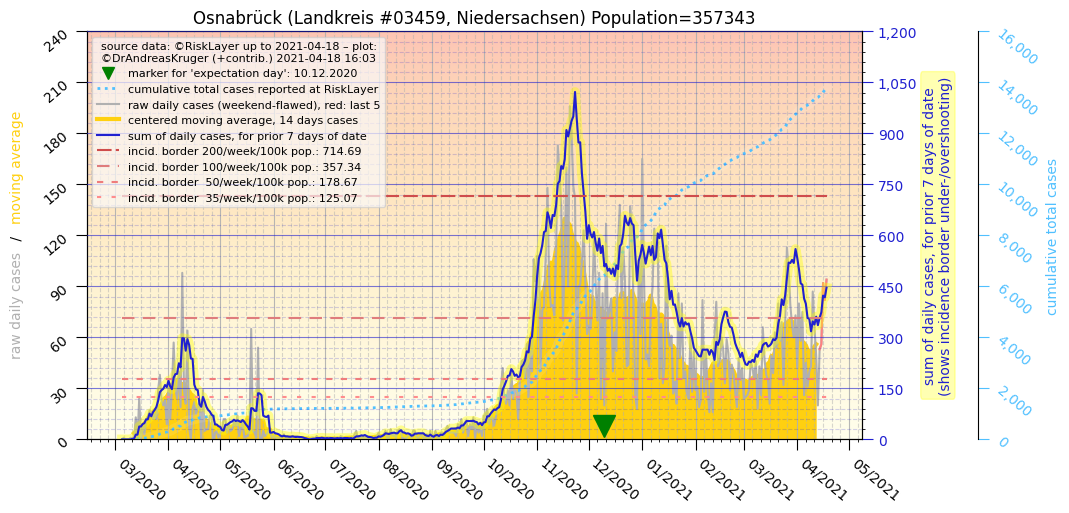 Osnabrück (Landkreis #03459, Niedersachsen) Population=357343
source data: ©RiskLayer up to 2021-04-18 – plot:
©DrAndreasKruger (+contrib.) 2021-04-18 16:03
marker for 'expectation day': 10.12.2020
cumulative total cases reported at RiskLayer
raw daily cases (weekend-flawed), red: last 5
centered moving average, 14 days cases
sum of daily cases, for prior 7 days of date
incid. border 200/week/100k pop.: 714.69
incid. border 100/week/100k pop.: 357.34
incid. border  50/week/100k pop.: 178.67
incid. border  35/week/100k pop.: 125.07
raw daily cases  /  moving average
240
210
180
150
120
90
60
30
0
03/2020
04/2020
05/2020
06/2020
07/2020
08/2020
09/2020
10/2020
11/2020
12/2020
01/2021
02/2021
03/2021
04/2021
05/2021
1,200
1,050
900
750
600
450
300
150
0
sum of daily cases, for prior 7 days of date
(shows incidence border under-/overshooting)
16,000
14,000
12,000
10,000
8,000
6,000
4,000
2,000
0
cumulative total cases